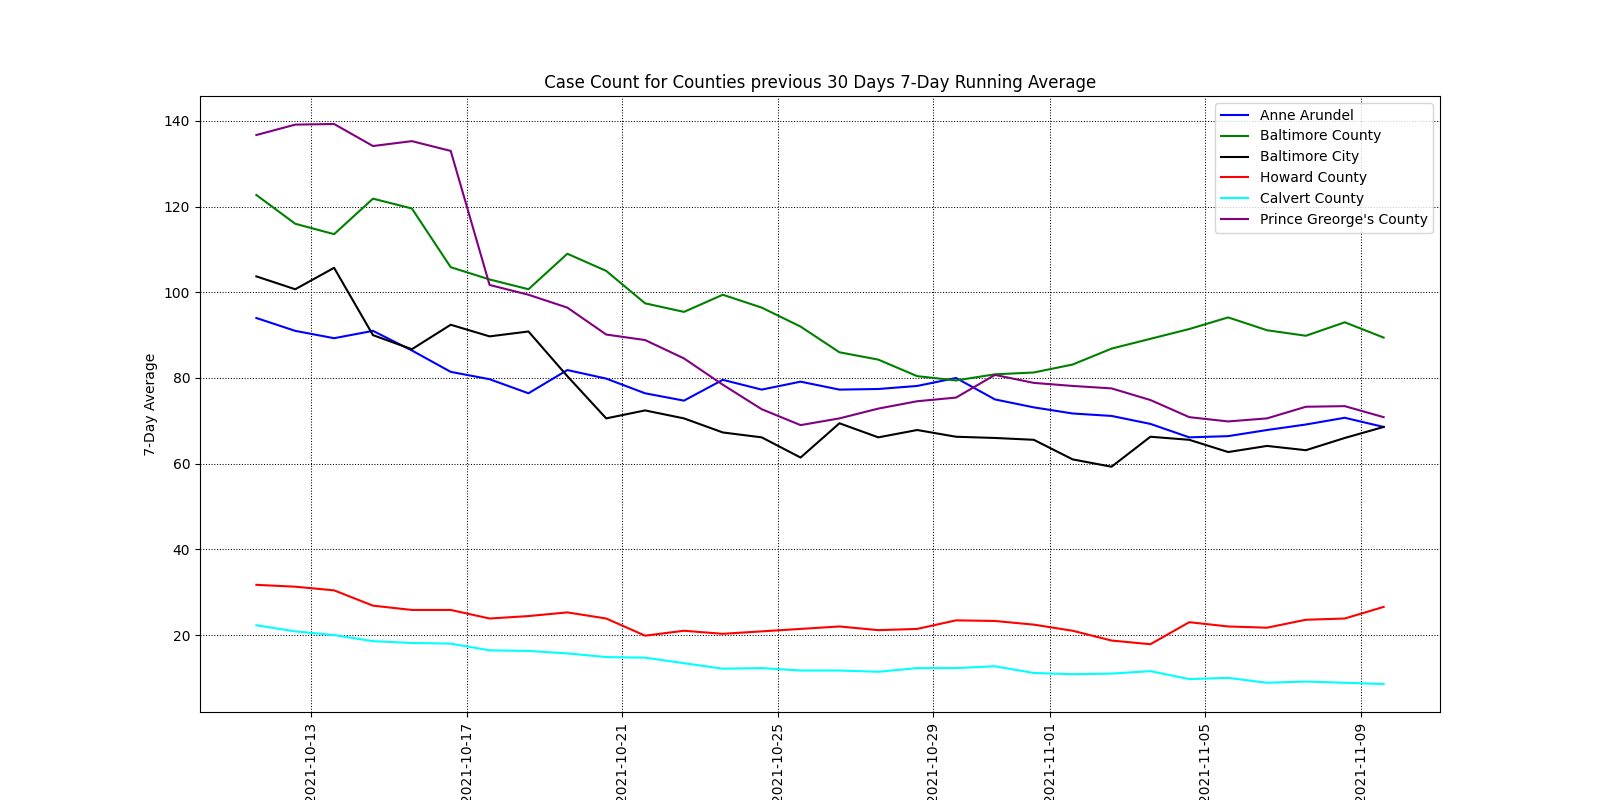 Case Count for Counties previous 30 Days 7-Day Running Average
Anne Arundel
Baltimore County
Baltimore City
Howard County
Calvert County
Prince Greorge's County
7-Day Average
140
120
100
80
60
40
20
2021-10-13
2021-10-17
2021-10-21
2021-10-25
2021-10-29
2021-11-01
2021-11-05
2021-11-09